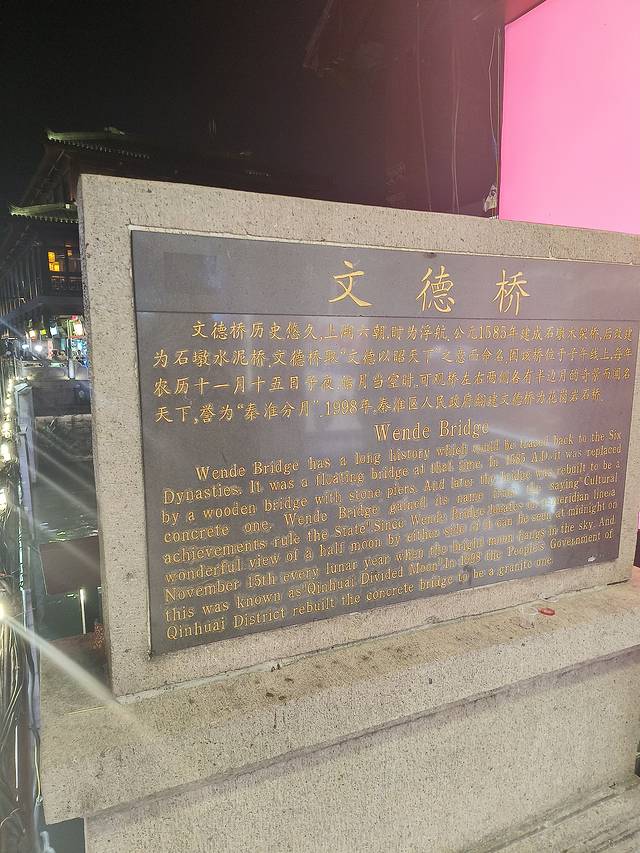 文德桥
文德桥历史悠久,上溯六朝.时为浮航,公元1585年建成石墩木架桥,后改建
为石墩水泥桥,文德桥取"文德以昭天下"之意而命名,因该桥位于子午线上,每年
农历十一月十五日子夜,皓月当空时,可观桥左右两侧各有半边月的奇景而闻名
天下,誉为"秦淮分月",1998年,秦淮区人民政府翻建文德桥为花岗岩石桥.
Wende Bridge
Wende Bridge has a long history which could be traced back to the Six
Dynasties. It was a floating bridge at that time. In 1585 A.D. it was replaced
by a wooden bridge with stone piers. And later the bridge was rebuilt to be a
concrete one. Wende Bridge gained its name from the saying"Cultural
achievements rule the State"Since Wende Bridge locates on meridian line,a
wonderful view of a half moon by either side of it can be seen at midnight on
November 15th every lunar year when the bright moon hangs in the sky. And
this was known as"Qinhuai Divided Moon"In 1998 the People's Government of
Qinhuai District rebuilt the concrete bridge to be a granito one.